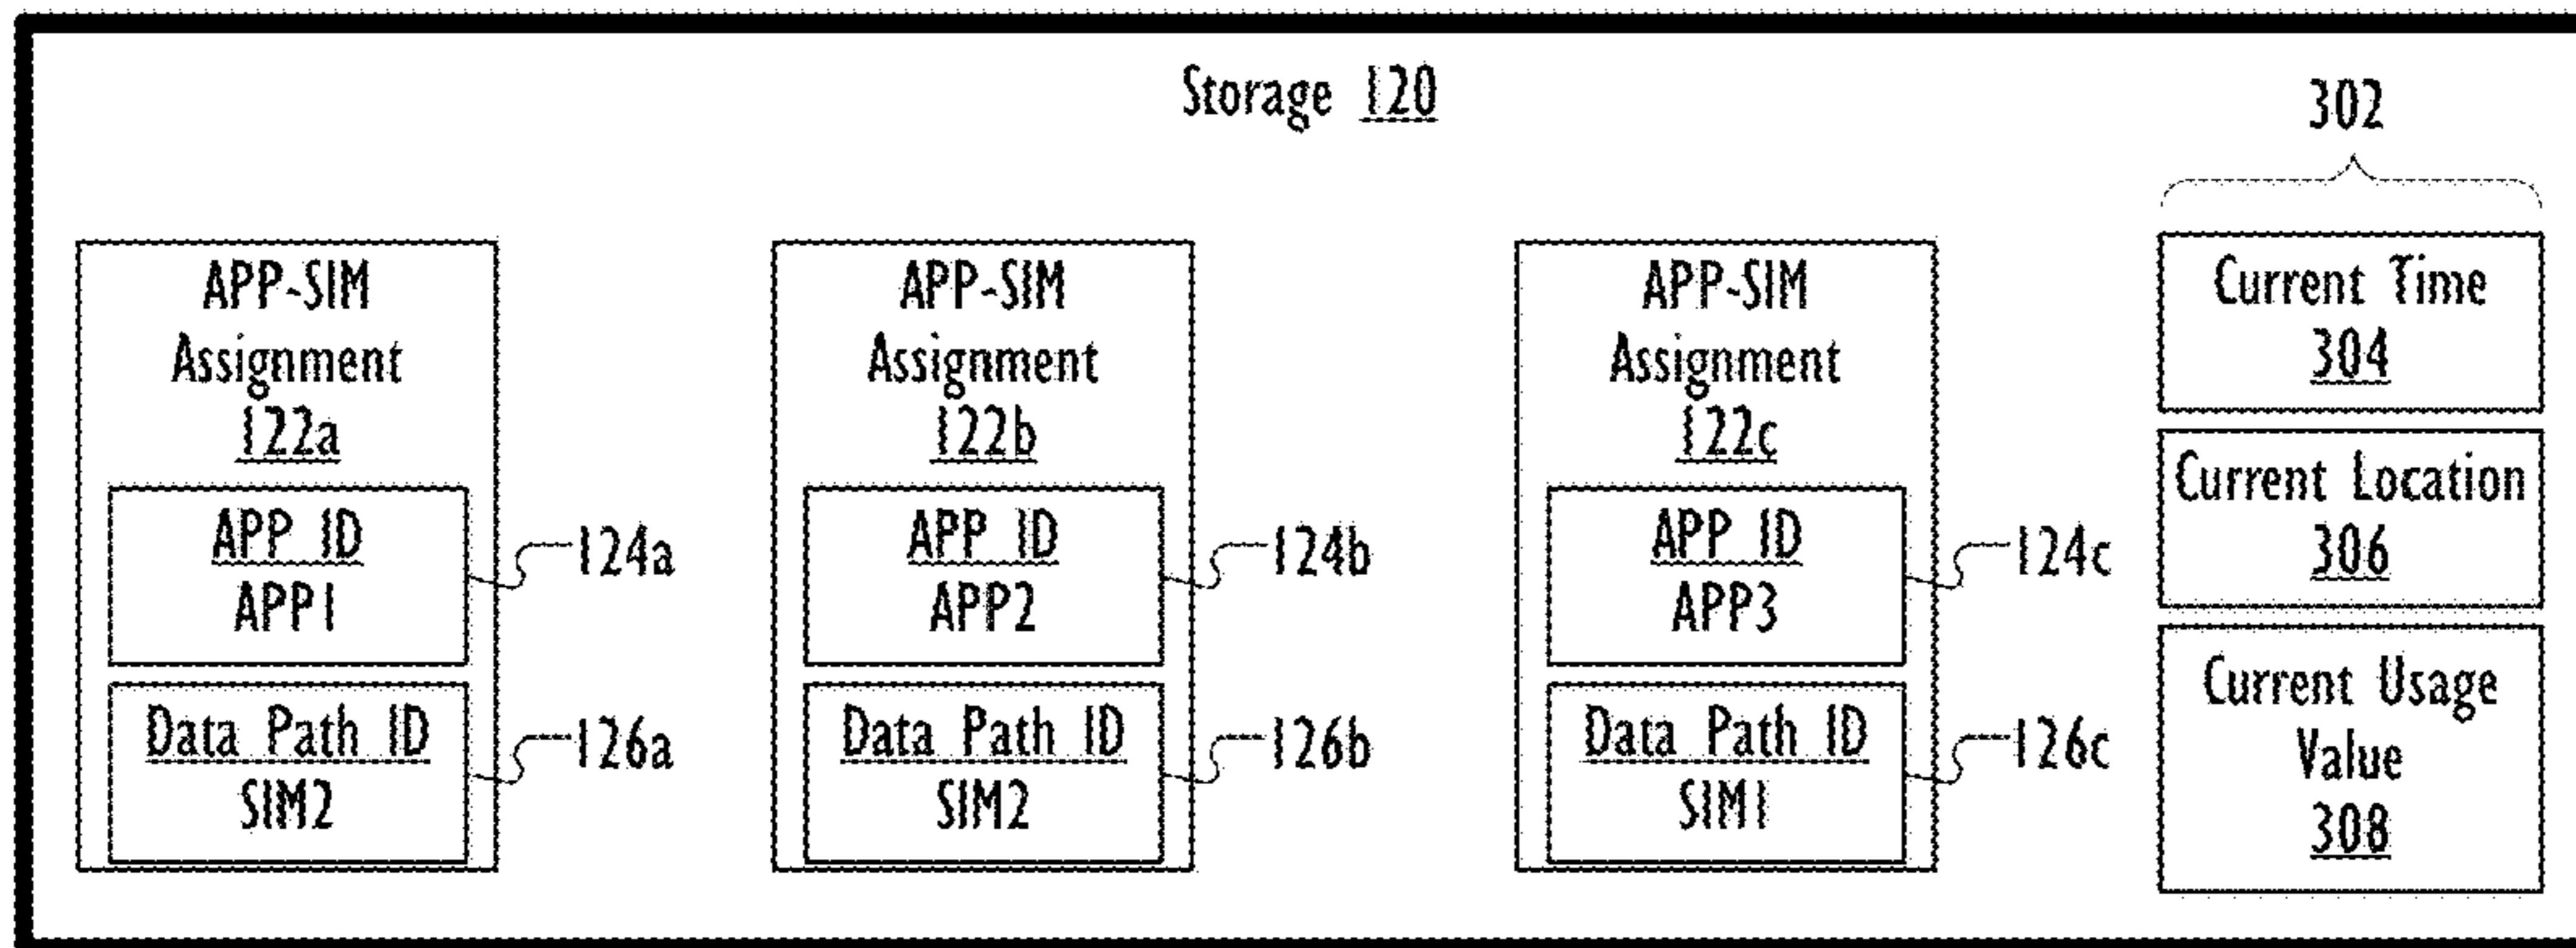 Storage 120
302
APP-SIM
Assignment
122a
APP ID
APP1
124a
Data Path ID
SIM2
126a
APP-SIM
Assignment
122b
APP ID
APP2
124b
Data Path ID
SIM2
126b
APP-SIM
Assignment
122c
APP ID
APP3
124c
Data Path ID
SIM1
126c
Current Time
304
Current Location
306
Current Usage
Value
308